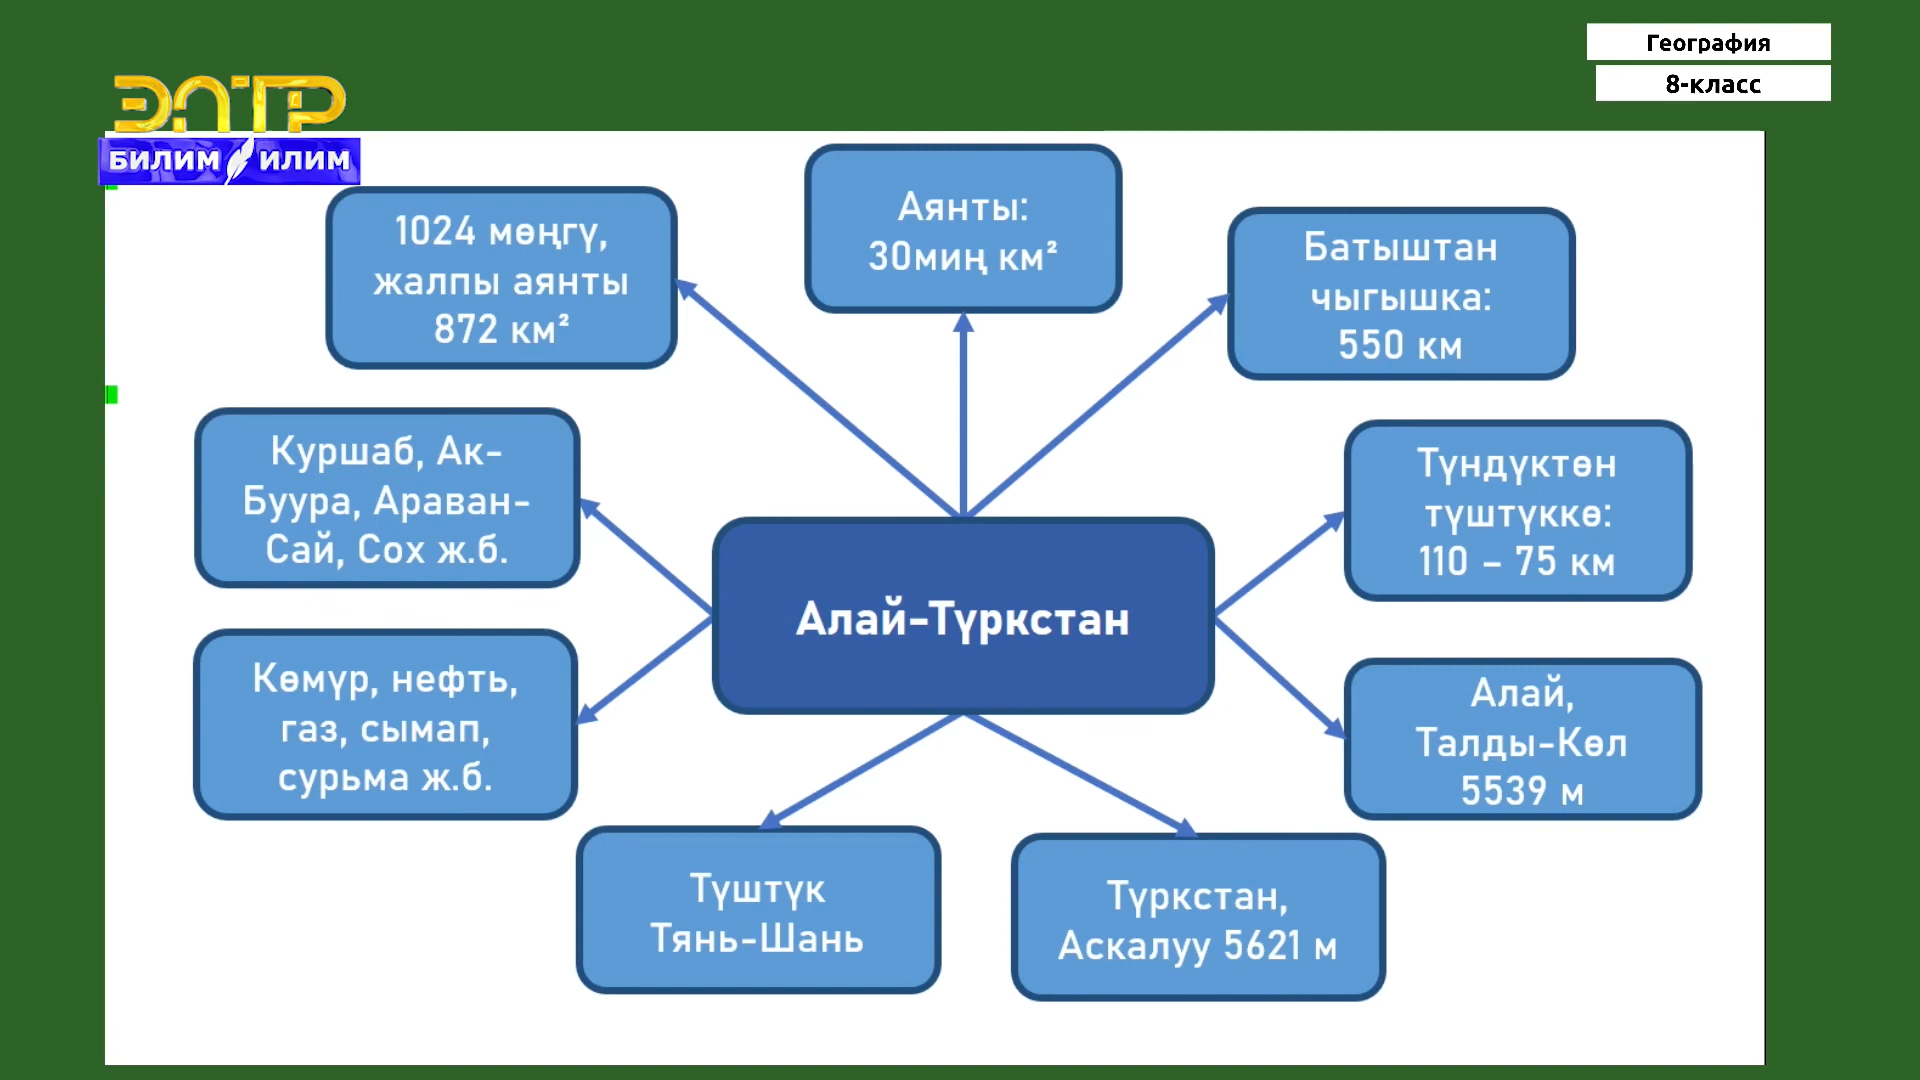 География
8-класс
ЭЛТР
БИЛИМ ИЛИМ
1024 мөңгү,
жалпы аянты
872 км²
Аянты:
30миң км²
Батыштан
чыгышка:
550 км
Куршаб, Ак-
Буура, Араван-
Сай, Сох ж.б.
Түндүктөн
түштүккө:
110 – 75 км
Алай-Түркстан
Көмүр, нефть,
газ, сымап,
сурьма ж.б.
Алай,
Талды-Көл
5539 м
Түштүк
Тянь-Шань
Түркстан,
Аскалуу 5621 м